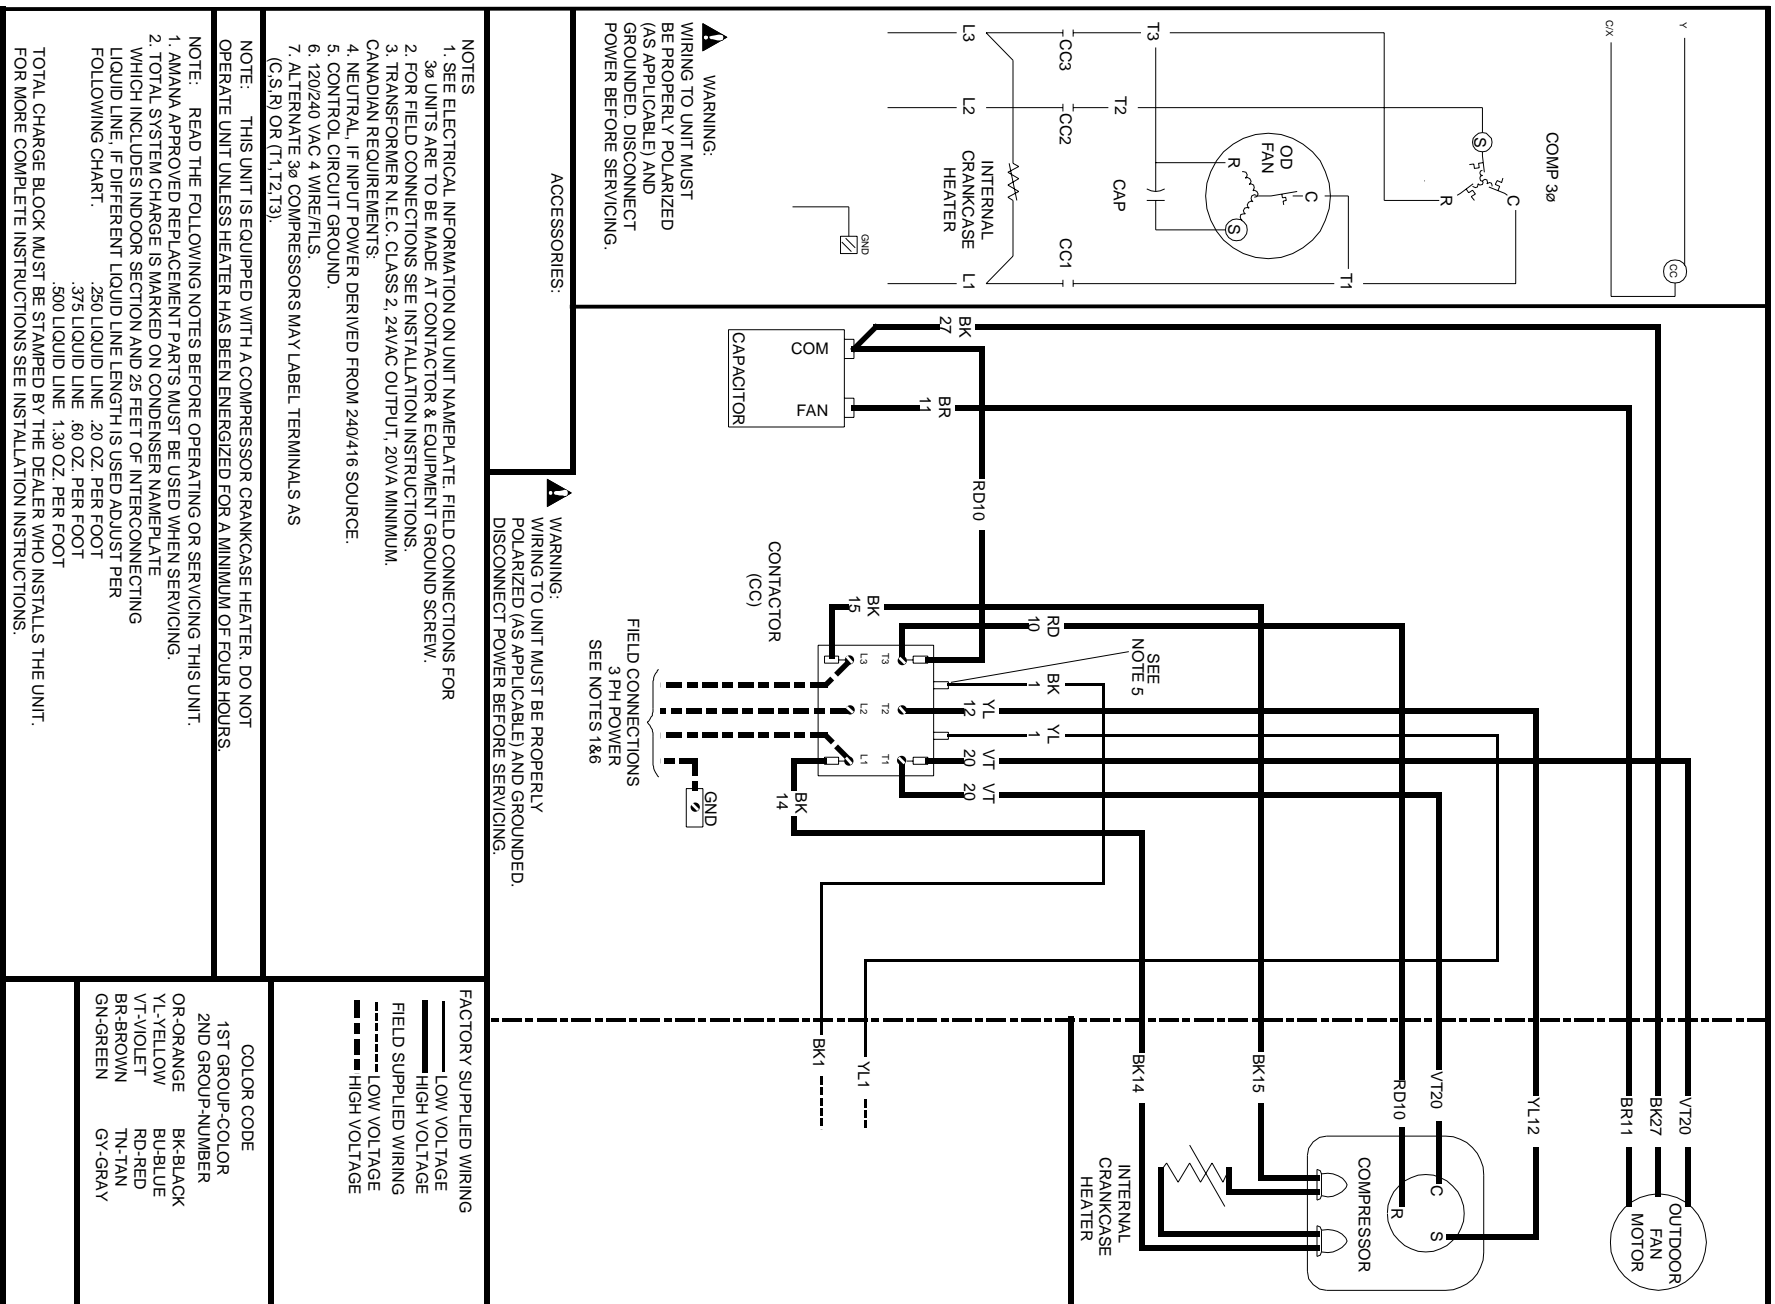 Y
C/X
CC
COMP 3ø
S
C
R
T3
T2
T1
OD
FAN
C
R
S
CAP
CC3
CC2
CC1
L3
L2
L1
INTERNAL
CRANKCASE
HEATER
GND
WARNING:
WIRING TO UNIT MUST
BE PROPERLY POLARIZED
(AS APPLICABLE) AND
GROUNDED. DISCONNECT
POWER BEFORE SERVICING.
ACCESSORIES:
COM
FAN
CAPACITOR
BK
27
BR
11
RD10
CONTACTOR
(CC)
BK
15
RD
10
SEE
NOTE 5
BK
1
YL
12
YL
1
VT
20
VT
20
BK
14
L3
T3
L2
T2
L1
T1
GND
FIELD CONNECTIONS
3 PH POWER
SEE NOTES 1&6
WARNING:
WIRING TO UNIT MUST BE PROPERLY
POLARIZED (AS APPLICABLE) AND GROUNDED.
DISCONNECT POWER BEFORE SERVICING.
VT20
BK27
BR11
YL12
VT20
RD10
BK15
BK14
YL1
BK1
OUTDOOR
FAN
MOTOR
C
S
R
COMPRESSOR
INTERNAL
CRANKCASE
HEATER
NOTES
1. SEE ELECTRICAL INFORMATION ON UNIT NAMEPLATE. FIELD CONNECTIONS FOR
3ø UNITS ARE TO BE MADE AT CONTACTOR & EQUIPMENT GROUND SCREW.
2. FOR FIELD CONNECTIONS SEE INSTALLATION INSTRUCTIONS.
3. TRANSFORMER N.E.C. CLASS 2, 24VAC OUTPUT, 20VA MINIMUM.
CANADIAN REQUIREMENTS:
4. NEUTRAL, IF INPUT POWER DERIVED FROM 240/416 SOURCE.
5. CONTROL CIRCUIT GROUND.
6. 120/240 VAC 4 WIRE/FILS.
7. ALTERNATE 3ø COMPRESSORS MAY LABEL TERMINALS AS
(C,S,R) OR (T1,T2,T3).
NOTE: THIS UNIT IS EQUIPPED WITH A COMPRESSOR CRANKCASE HEATER. DO NOT
OPERATE UNIT UNLESS HEATER HAS BEEN ENERGIZED FOR A MINIMUM OF FOUR HOURS.
NOTE: READ THE FOLLOWING NOTES BEFORE OPERATING OR SERVICING THIS UNIT.
1. AMANA APPROVED REPLACEMENT PARTS MUST BE USED WHEN SERVICING.
2. TOTAL SYSTEM CHARGE IS MARKED ON CONDENSER NAMEPLATE
WHICH INCLUDES INDOOR SECTION AND 25 FEET OF INTERCONNECTING
LIQUID LINE, IF DIFFERENT LIQUID LINE LENGTH IS USED ADJUST PER
FOLLOWING CHART.
.250 LIQUID LINE .20 OZ. PER FOOT
.375 LIQUID LINE .60 OZ. PER FOOT
.500 LIQUID LINE 1.30 OZ. PER FOOT
TOTAL CHARGE BLOCK MUST BE STAMPED BY THE DEALER WHO INSTALLS THE UNIT.
FOR MORE COMPLETE INSTRUCTIONS SEE INSTALLATION INSTRUCTIONS.
FACTORY SUPPLIED WIRING
LOW VOLTAGE
HIGH VOLTAGE
FIELD SUPPLIED WIRING
LOW VOLTAGE
HIGH VOLTAGE
COLOR CODE
1ST GROUP-COLOR
2ND GROUP-NUMBER
OR-ORANGE BK-BLACK
YL-YELLOW BU-BLUE
VT-VIOLET RD-RED
BR-BROWN TN-TAN
GN-GREEN GY-GRAY